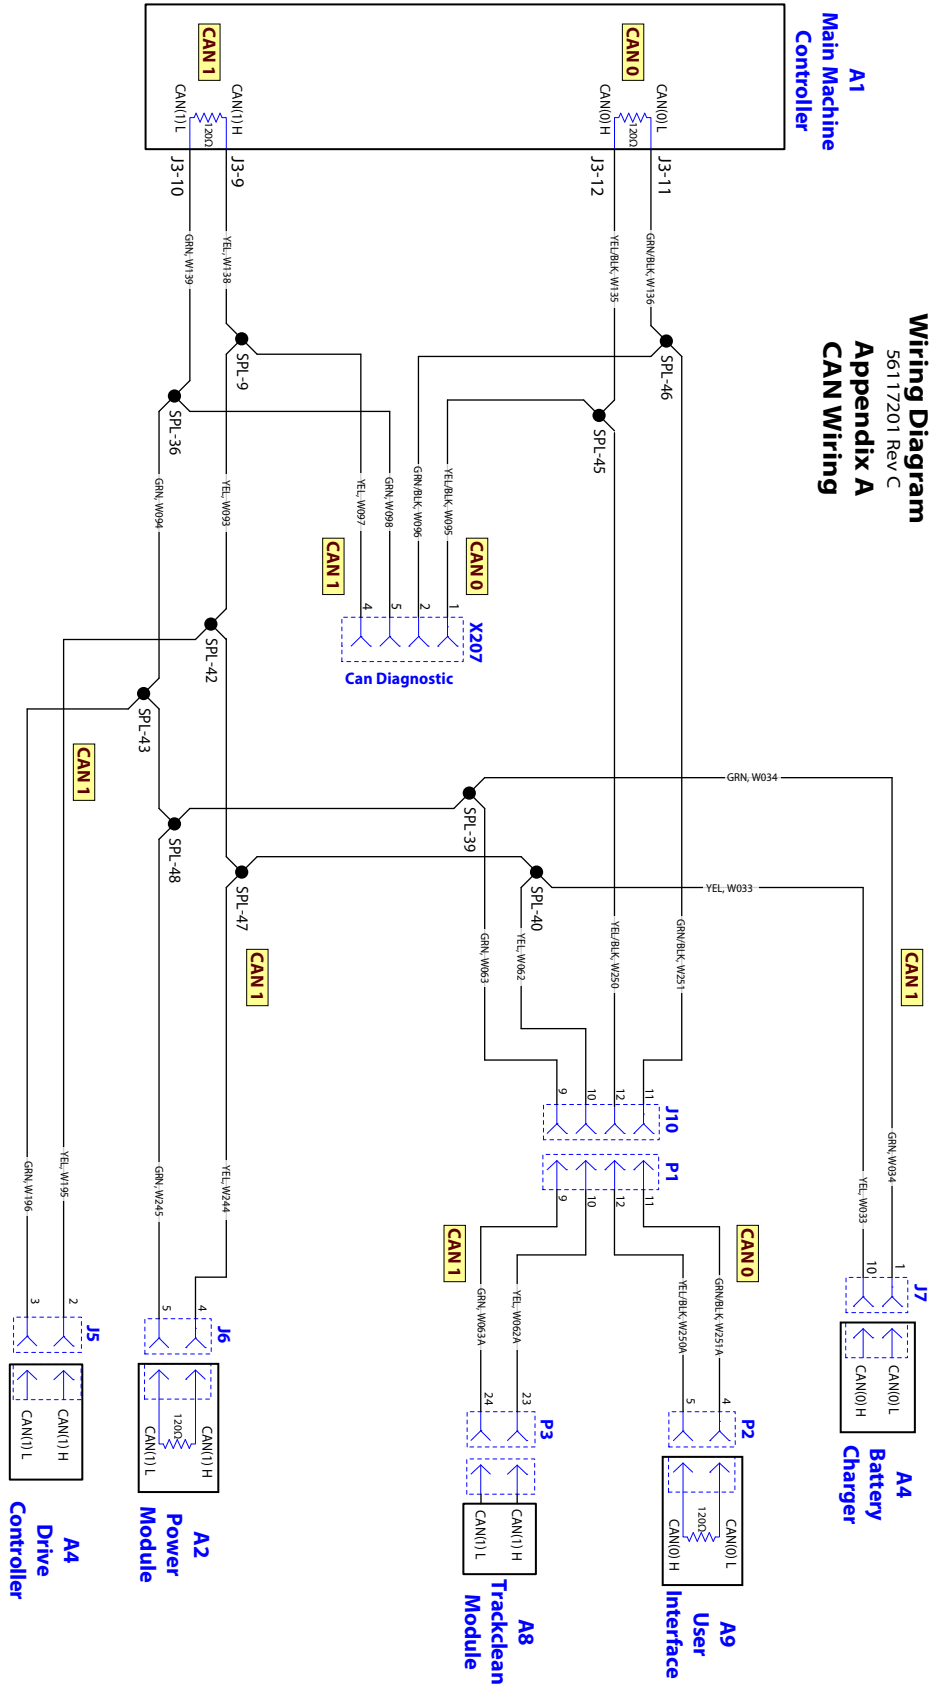 Wiring Diagram
56117201 Rev C
Appendix A
CAN Wiring
A1
Main Machine
Controller
CAN 0
CAN(0) L
120Ω
CAN(0) H
J3-11
J3-12
CAN 1
CAN(1) H
120Ω
CAN(1) L
J3-9
J3-10
GRN/BLK, W136
YEL/BLK, W135
YEL, W138
GRN, W139
SPL-46
SPL-45
SPL-9
SPL-36
YEL/BLK, W095
GRN/BLK, W096
GRN, W098
YEL, W097
YEL, W093
GRN, W094
CAN 0
CAN 1
1
2
5
4
X207
Can Diagnostic
SPL-42
SPL-43
CAN 1
SPL-39
SPL-48
SPL-40
SPL-47
GRN, W034
YEL, W033
CAN 1
CAN 1
GRN/BLK, W251
YEL/BLK, W250
YEL, W062
GRN, W063
11
12
10
9
J10
P1
11
12
10
9
CAN 0
CAN 1
GRN, W034
YEL, W033
1
10
J7
CAN(0) L
CAN(0) H
A4
Battery
Charger
GRN/BLK, W251A
YEL/BLK, W250A
4
5
P2
CAN(0) L
120Ω
CAN(0) H
A9
User
Interface
YEL, W062A
GRN, W063A
23
24
P3
CAN(1) H
CAN(1) L
A8
Trackclean
Module
YEL, W244
GRN, W245
4
5
J6
CAN(1) H
120Ω
CAN(1) L
A2
Power
Module
YEL, W195
GRN, W196
2
3
J5
CAN(1) H
CAN(1) L
A4
Drive
Controller